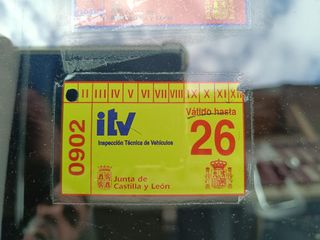 II III IV V VI VII VIII IX X XI XII
0902
itv
Inspección Técnica de Vehículos
Válido hasta
26
Junta de
Castilla y León